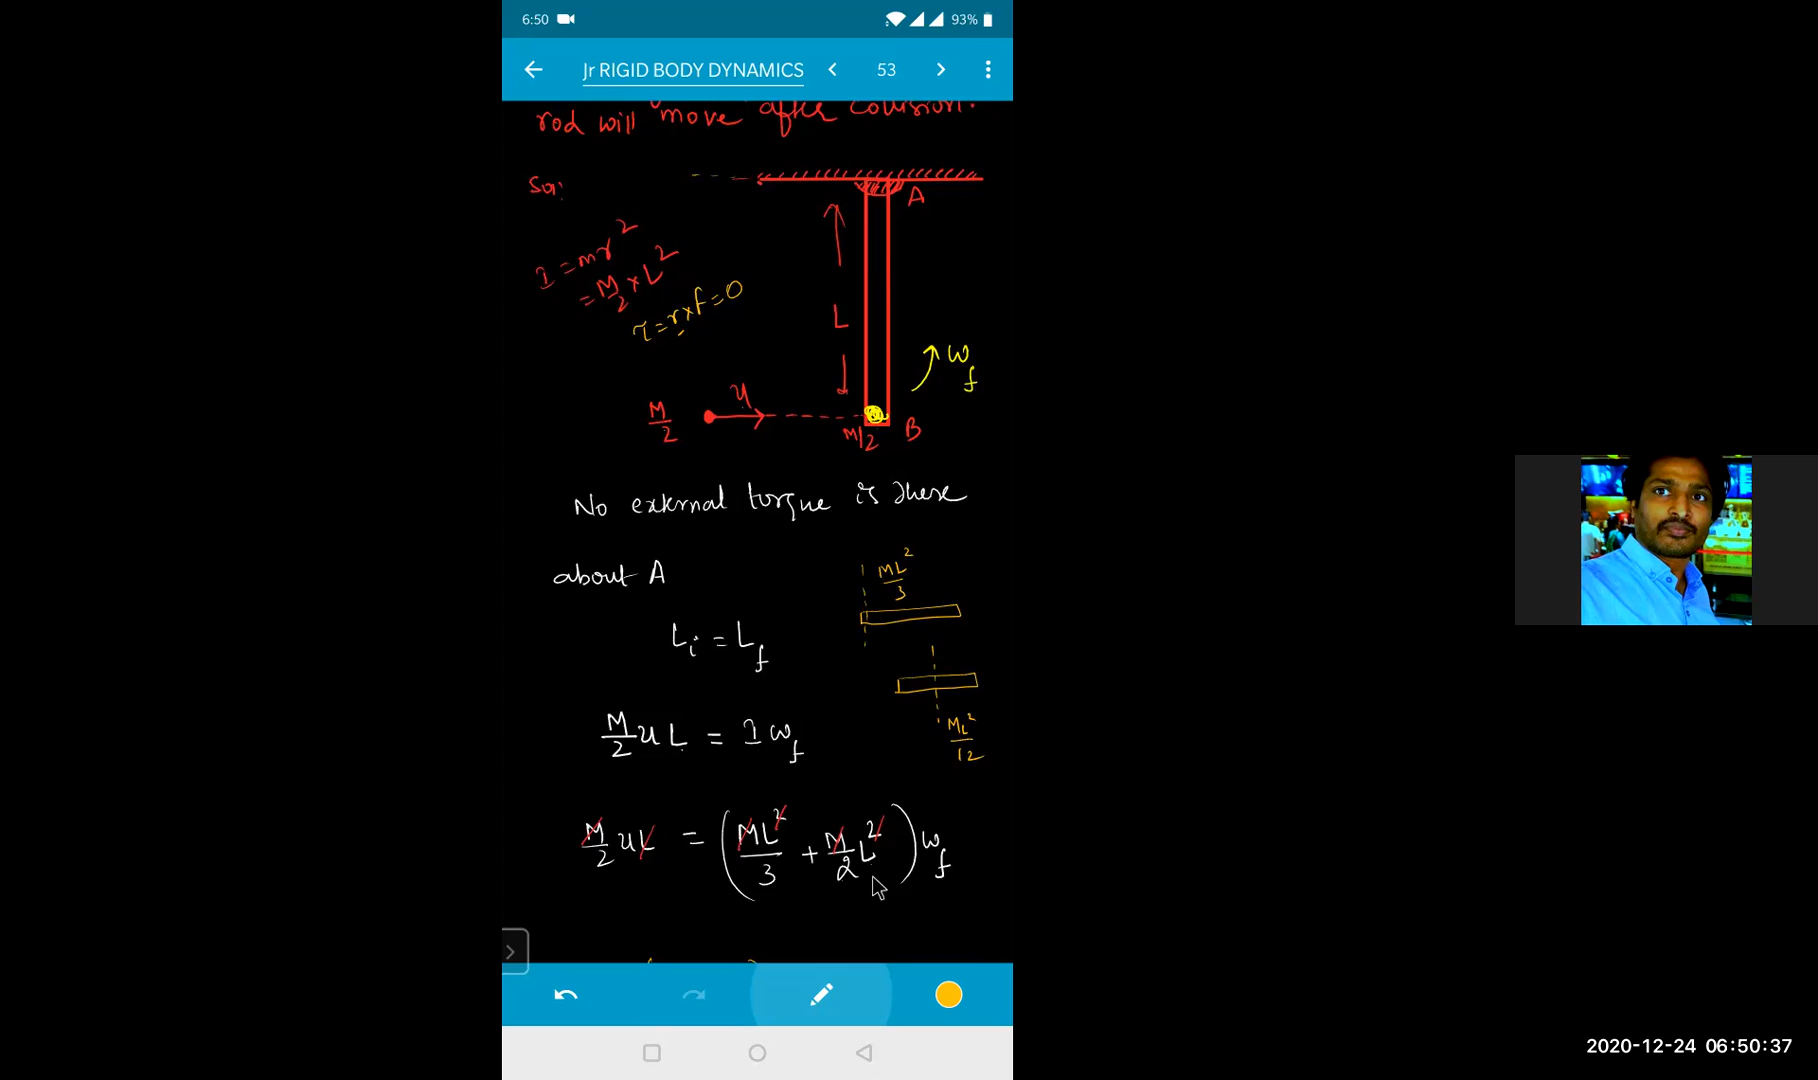 6:50 93%
Jr RIGID BODY DYNAMICS 53
rod will move after collision.
Sol:
A
I = mr²
= M/2 × L²
τ = r × f = 0
L
ω_f
M/2 u
M/2 B
No external torque is there
about A
ML²/3
L_i = L_f
ML²/12
M/2 u L = I ω_f
M/2 u L = (ML²/3 + M/2 L²) ω_f
2020-12-24 06:50:37